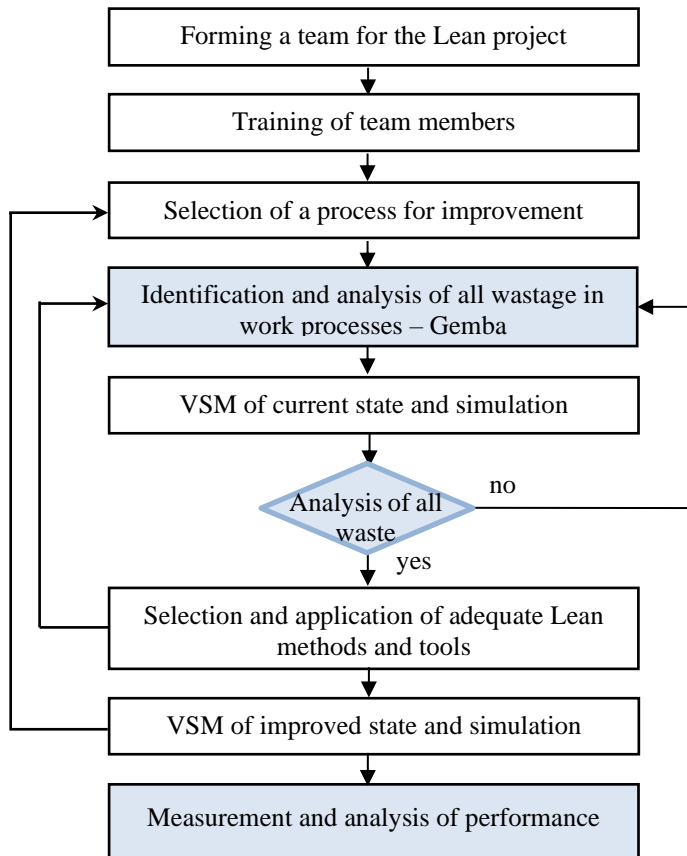 Forming a team for the Lean project
Training of team members
Selection of a process for improvement
Identification and analysis of all wastage in
work processes – Gemba
VSM of current state and simulation
Analysis of all
waste
no
yes
Selection and application of adequate Lean
methods and tools
VSM of improved state and simulation
Measurement and analysis of performance